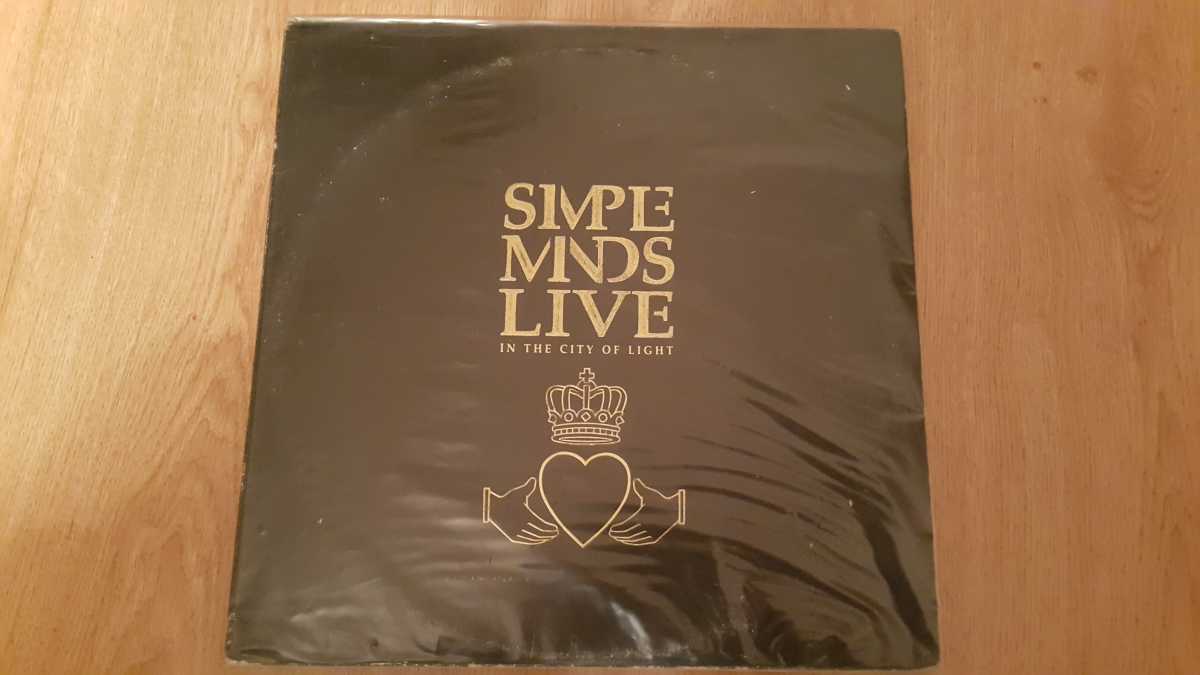 SIMPLE
MINDS
LIVE
IN THE CITY OF LIGHT